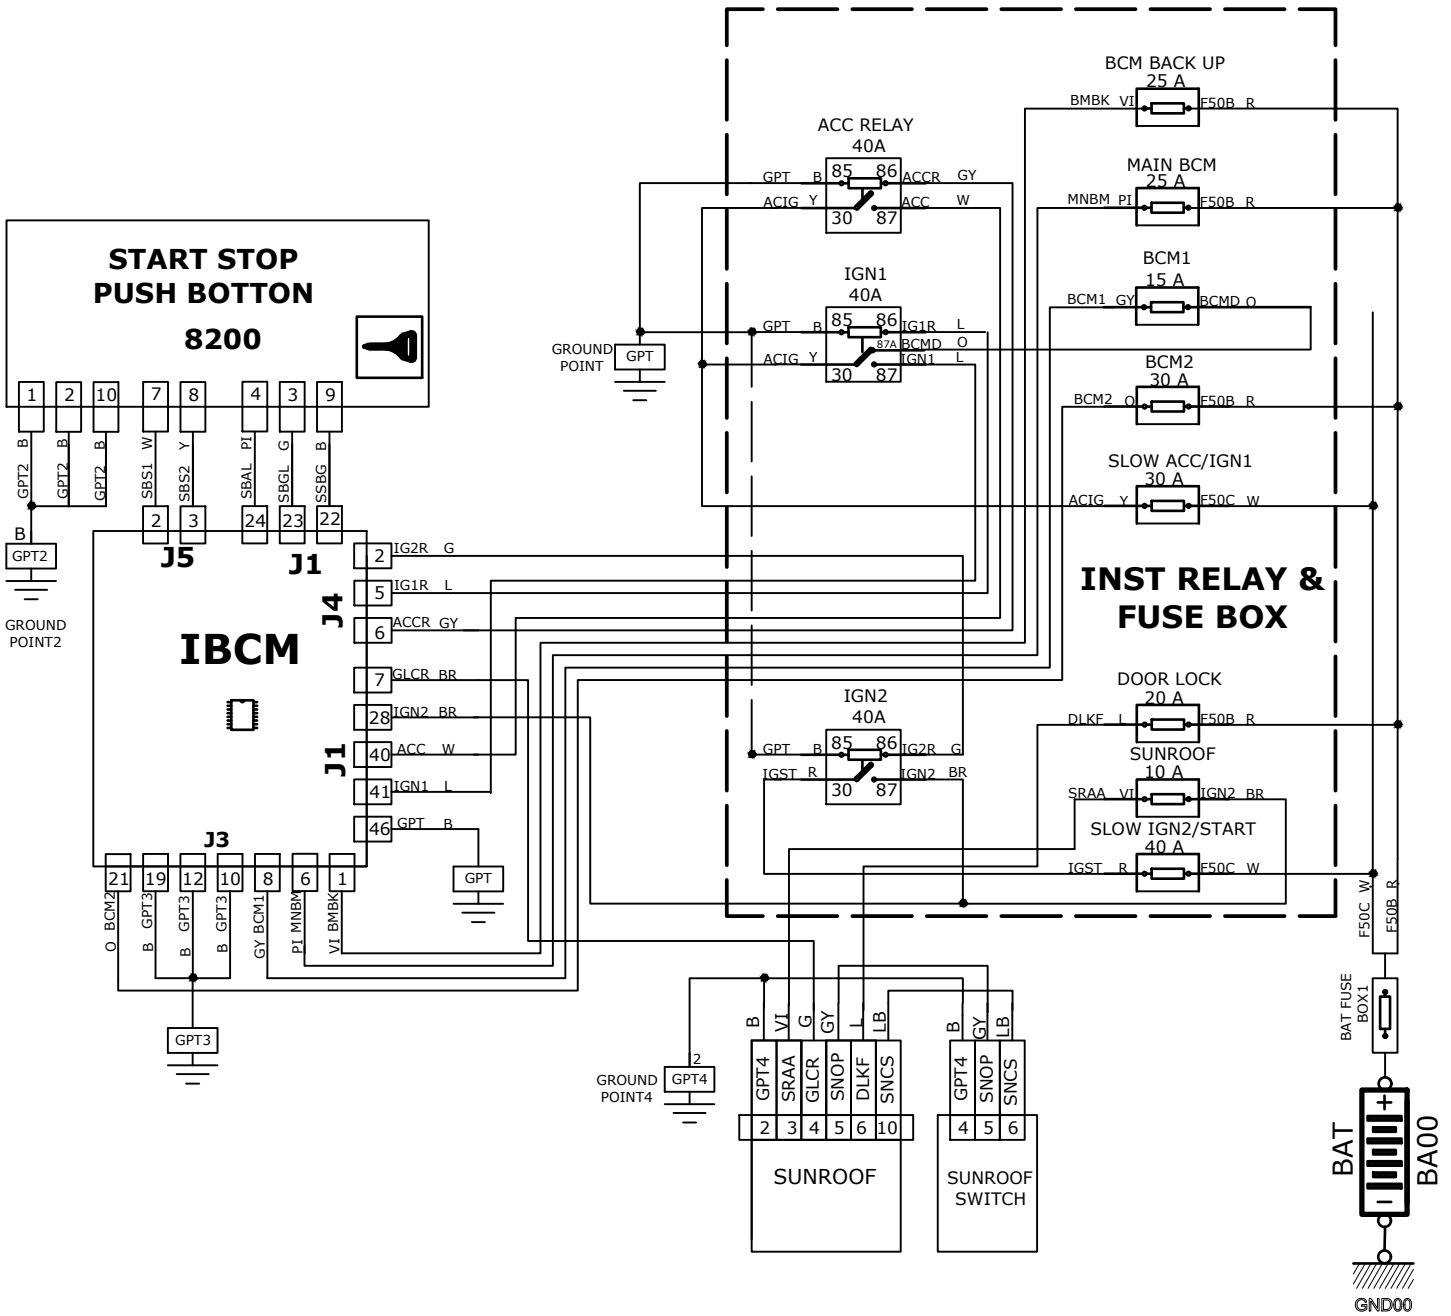 BCM BACK UP
25 A
BMBK VI F50B R
ACC RELAY
40A
85 86
GPT B ACCR GY
ACIG Y ACC W
30 87
MAIN BCM
25 A
MNBM PI F50B R
START STOP
PUSH BOTTON
8200
IGN1
40A
85 86
GPT B IG1R L
87A BCMD O
ACIG Y IGN1 L
30 87
BCM1
15 A
BCM1 GY BCMD O
GROUND
POINT
GPT
BCM2
30 A
BCM2 O F50B R
1 2 10 7 8 4 3 9
GPT2 B
GPT2 B
GPT2 B
SBS1 W
SBS2 Y
SBAL PI
SBGL G
SSBG B
SLOW ACC/IGN1
30 A
ACIG Y F50C W
2 3 24 23 22
J5
J1
B
GPT2
GROUND
POINT2
INST RELAY &
FUSE BOX
IBCM
J4
2 IG2R G
5 IG1R L
6 ACCR GY
7 GLCR BR
28 IGN2 BR
J1
40 ACC W
41 IGN1 L
46 GPT B
GPT
J3
21 19 12 10 8 6 1
O BCM2
B GPT3
B GPT3
B GPT3
GY BCM1
PI MNBM
VI BMBK
GPT3
IGN2
40A
85 86
GPT B IG2R G
IGST R IGN2 BR
30 87
DOOR LOCK
20 A
DLKF L F50B R
SUNROOF
10 A
SRAA VI IGN2 BR
SLOW IGN2/START
40 A
IGST R F50C W
F50C W
F50B R
BAT FUSE
BOX1
GROUND
POINT4
2
GPT4
B VI G GY L LB
GPT4 SRAA GLCR SNOP DLKF SNCS
2 3 4 5 6 10
SUNROOF
B GY LB
GPT4 SNOP SNCS
4 5 6
SUNROOF
SWITCH
+
BAT
BA00
−
GND00